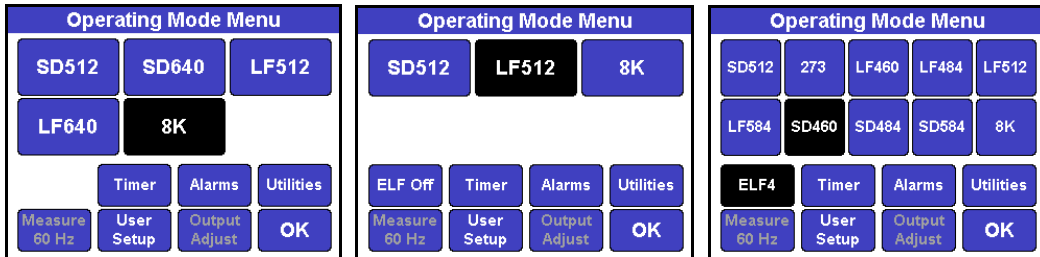 Operating Mode Menu
SD512 SD640 LF512
LF640 8K
Timer Alarms Utilities
Measure 60 Hz User Setup Output Adjust OK
Operating Mode Menu
SD512 LF512 8K
ELF Off Timer Alarms Utilities
Measure 60 Hz User Setup Output Adjust OK
Operating Mode Menu
SD512 273 LF460 LF484 LF512
LF584 SD460 SD484 SD584 8K
ELF4 Timer Alarms Utilities
Measure 60 Hz User Setup Output Adjust OK